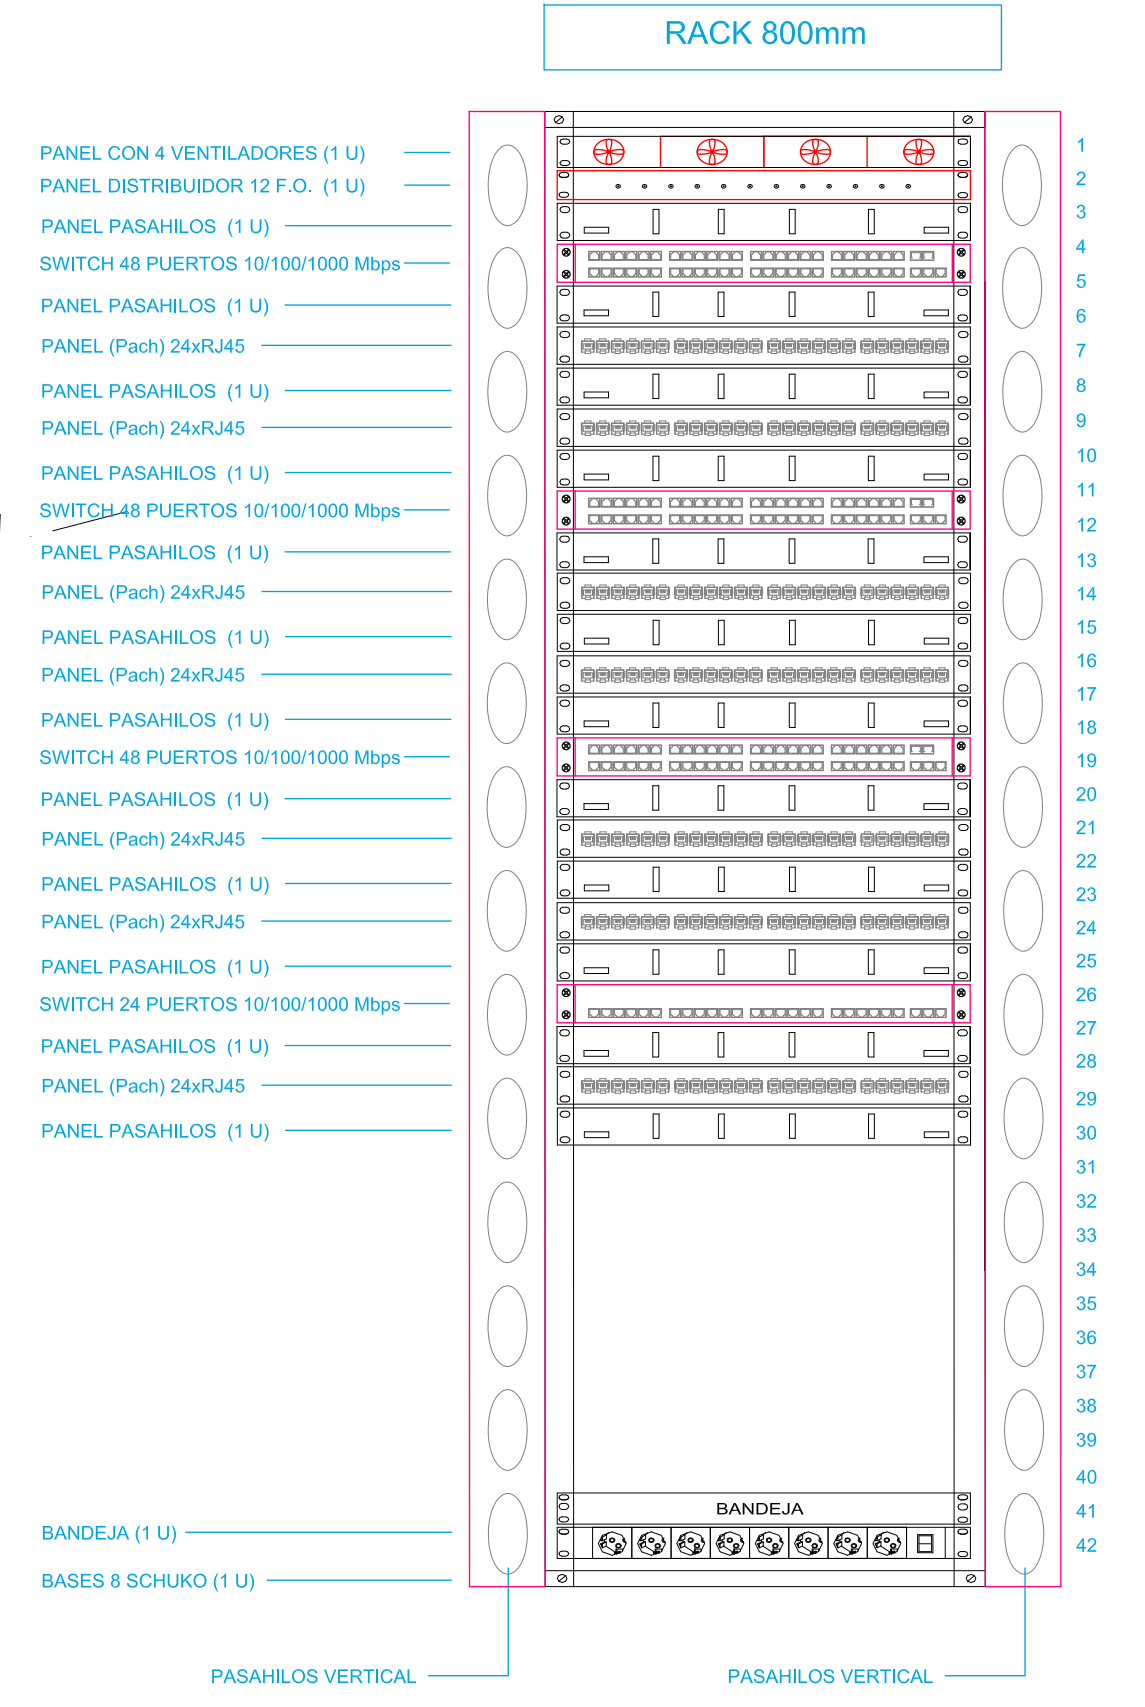 RACK 800mm
PANEL CON 4 VENTILADORES (1 U)
1
PANEL DISTRIBUIDOR 12 F.O. (1 U)
2
PANEL PASAHILOS (1 U)
3
4
SWITCH 48 PUERTOS 10/100/1000 Mbps
5
PANEL PASAHILOS (1 U)
6
PANEL (Pach) 24xRJ45
7
PANEL PASAHILOS (1 U)
8
PANEL (Pach) 24xRJ45
9
10
PANEL PASAHILOS (1 U)
11
SWITCH 48 PUERTOS 10/100/1000 Mbps
12
PANEL PASAHILOS (1 U)
13
PANEL (Pach) 24xRJ45
14
PANEL PASAHILOS (1 U)
15
16
PANEL (Pach) 24xRJ45
17
PANEL PASAHILOS (1 U)
18
SWITCH 48 PUERTOS 10/100/1000 Mbps
19
PANEL PASAHILOS (1 U)
20
21
PANEL (Pach) 24xRJ45
22
PANEL PASAHILOS (1 U)
23
PANEL (Pach) 24xRJ45
24
25
PANEL PASAHILOS (1 U)
26
SWITCH 24 PUERTOS 10/100/1000 Mbps
27
PANEL PASAHILOS (1 U)
28
PANEL (Pach) 24xRJ45
29
PANEL PASAHILOS (1 U)
30
31
32
33
34
35
36
37
38
39
40
BANDEJA
41
BANDEJA (1 U)
42
BASES 8 SCHUKO (1 U)
PASAHILOS VERTICAL
PASAHILOS VERTICAL